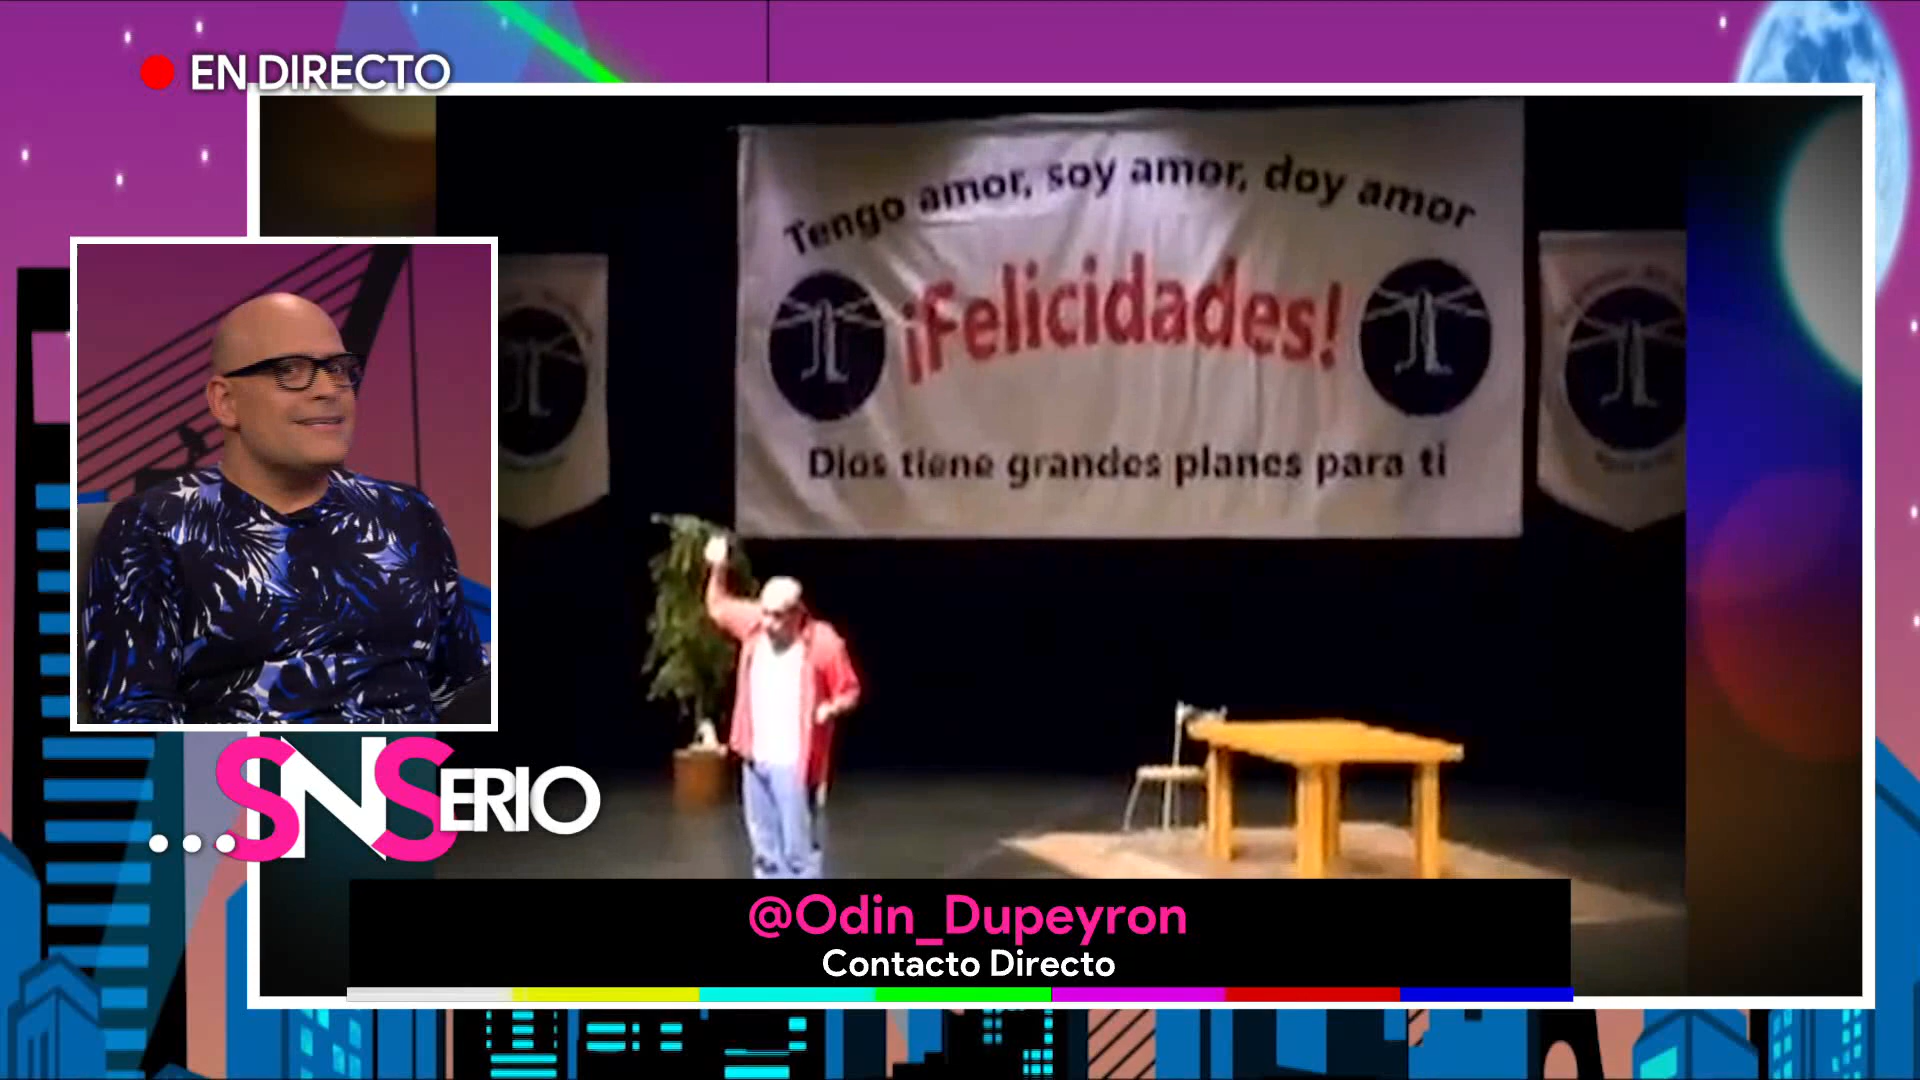 EN DIRECTO
Tengo amor, soy amor, doy amor
¡Felicidades!
Dios tiene grandes planes para ti
...SNSERIO
@Odin_Dupeyron
Contacto Directo